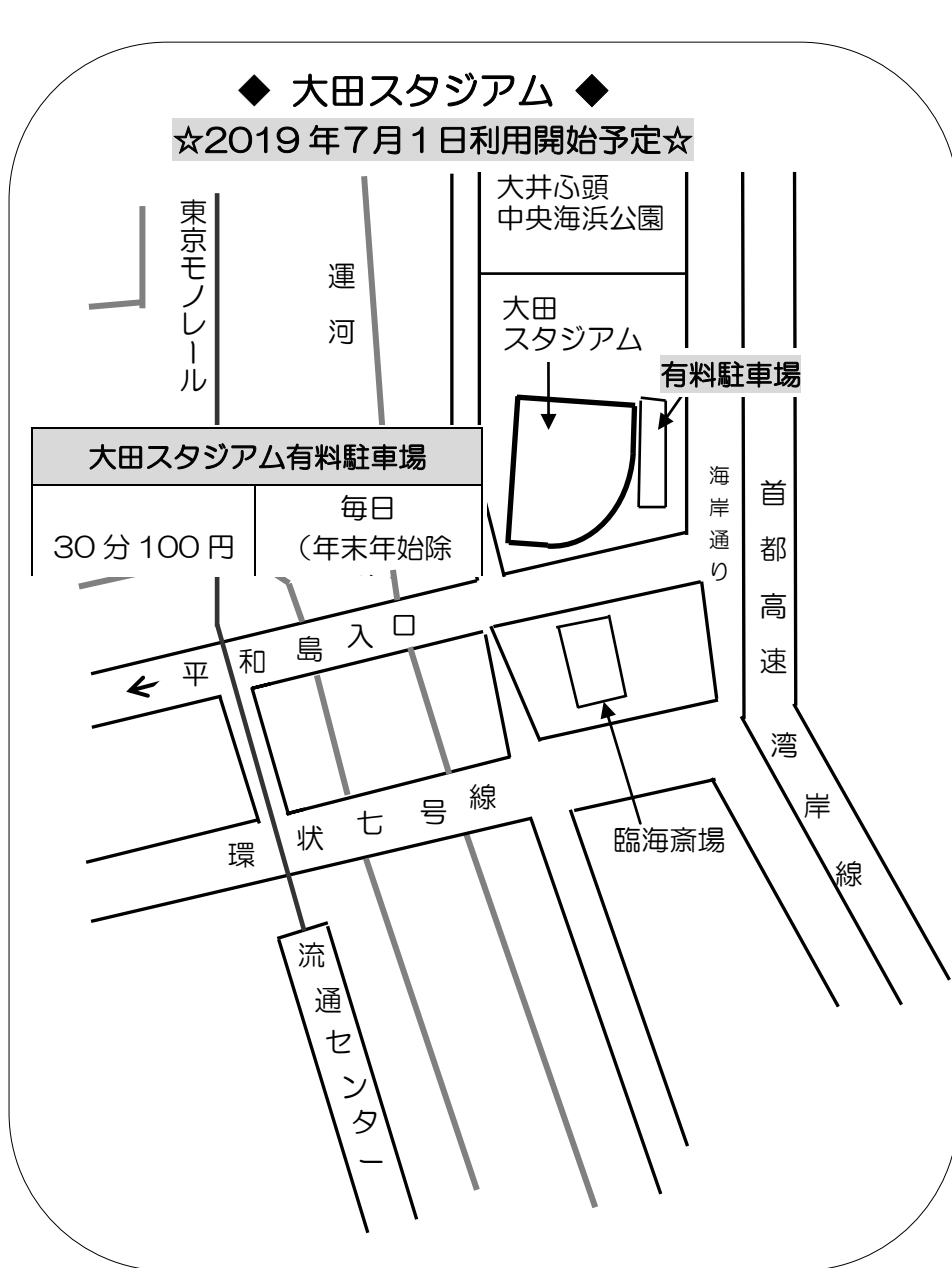 ◆ 大田スタジアム ◆
☆2019年7月1日利用開始予定☆
大井ふ頭
中央海浜公園
東京モノレール
運河
大田
スタジアム
有料駐車場
大田スタジアム有料駐車場
30分100円
毎日
（年末年始除
海岸通り
首都高速
湾岸線
平和島入口
環状七号線
臨海斎場
流通センター